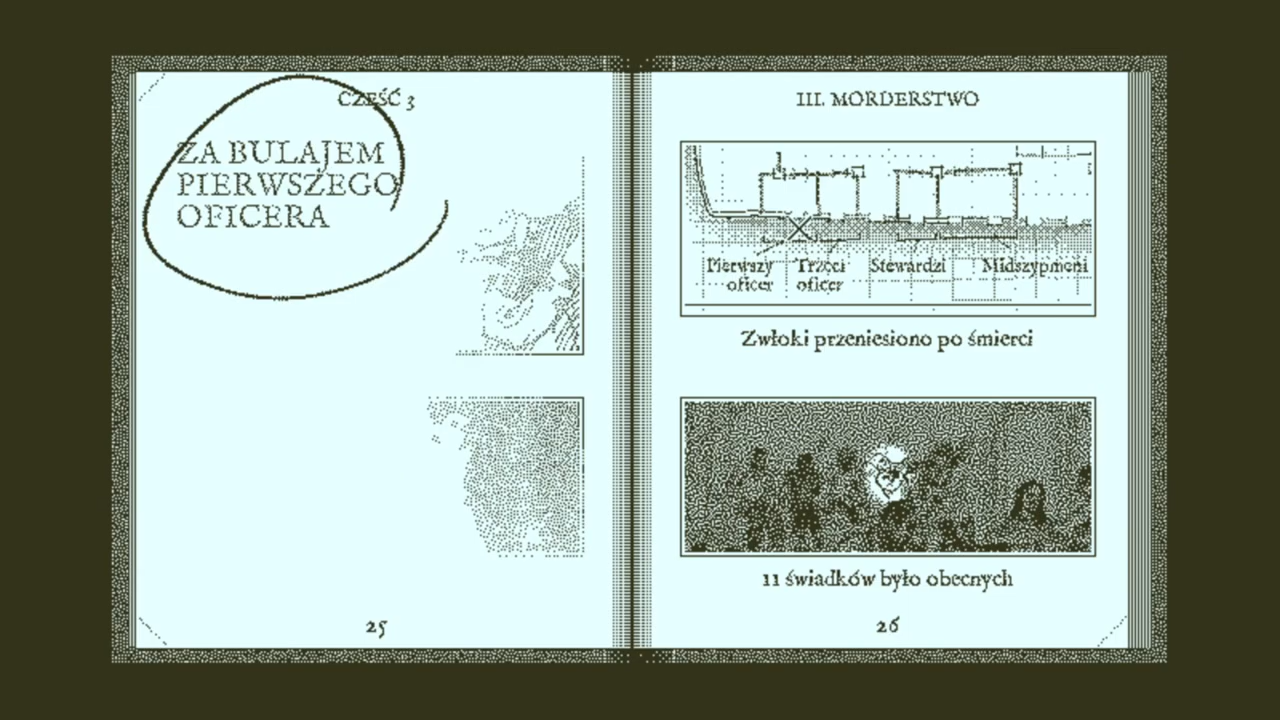 CZĘŚĆ 3
ZA BULAJEM
PIERWSZEGO
OFICERA
25
III. MORDERSTWO
Pierwszy Trzeci Stewardzi Midszypmeni
oficer oficer
Zwłoki przeniesiono po śmierci
11 świadków było obecnych
26